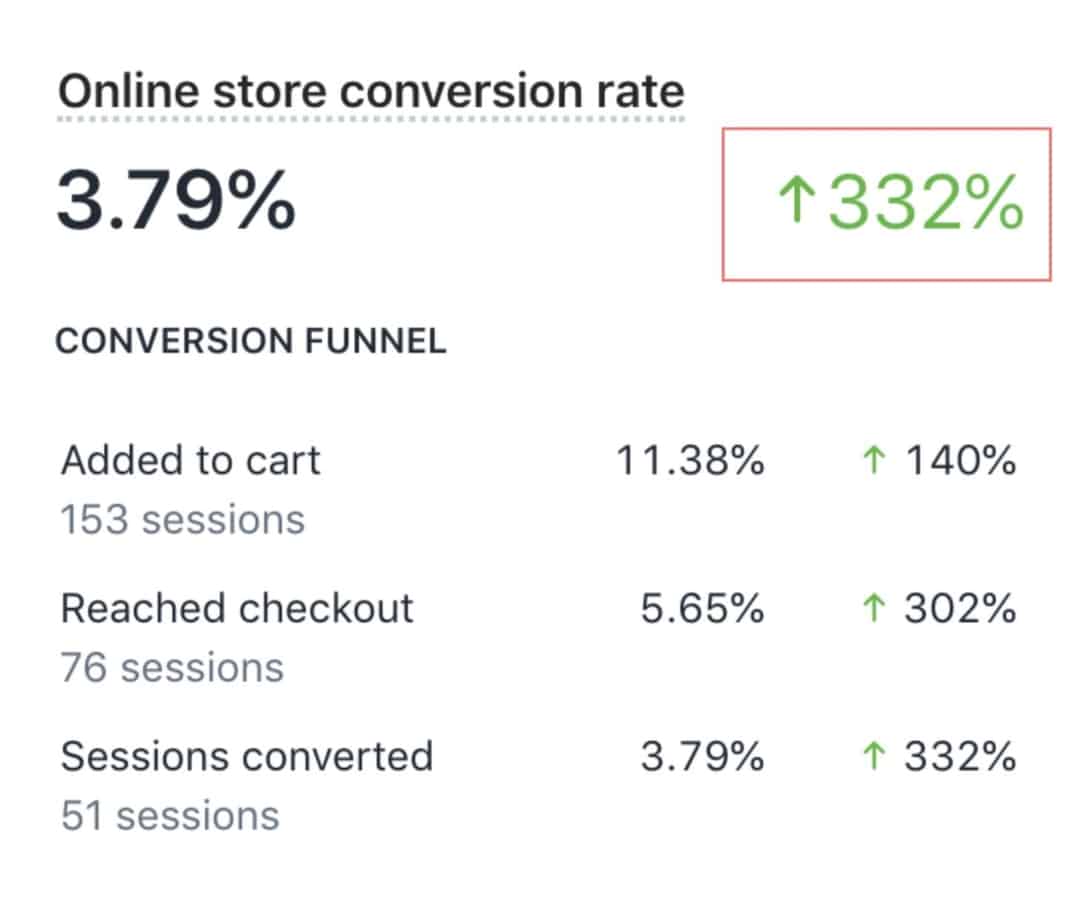 Online store conversion rate
3.79% ↑332%
CONVERSION FUNNEL
Added to cart 11.38% ↑ 140%
153 sessions
Reached checkout 5.65% ↑ 302%
76 sessions
Sessions converted 3.79% ↑ 332%
51 sessions